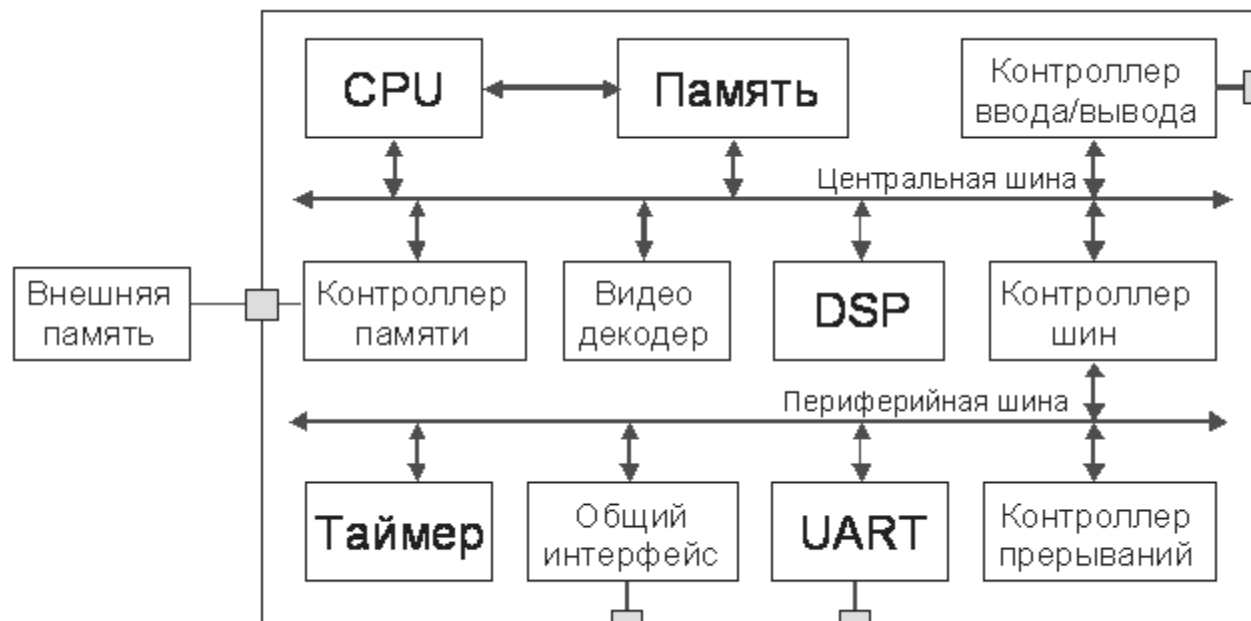 CPU
Память
Контроллер
ввода/вывода
Центральная шина
Внешняя
память
Контроллер
памяти
Видео
декодер
DSP
Контроллер
шин
Периферийная шина
Таймер
Общий
интерфейс
UART
Контроллер
прерываний